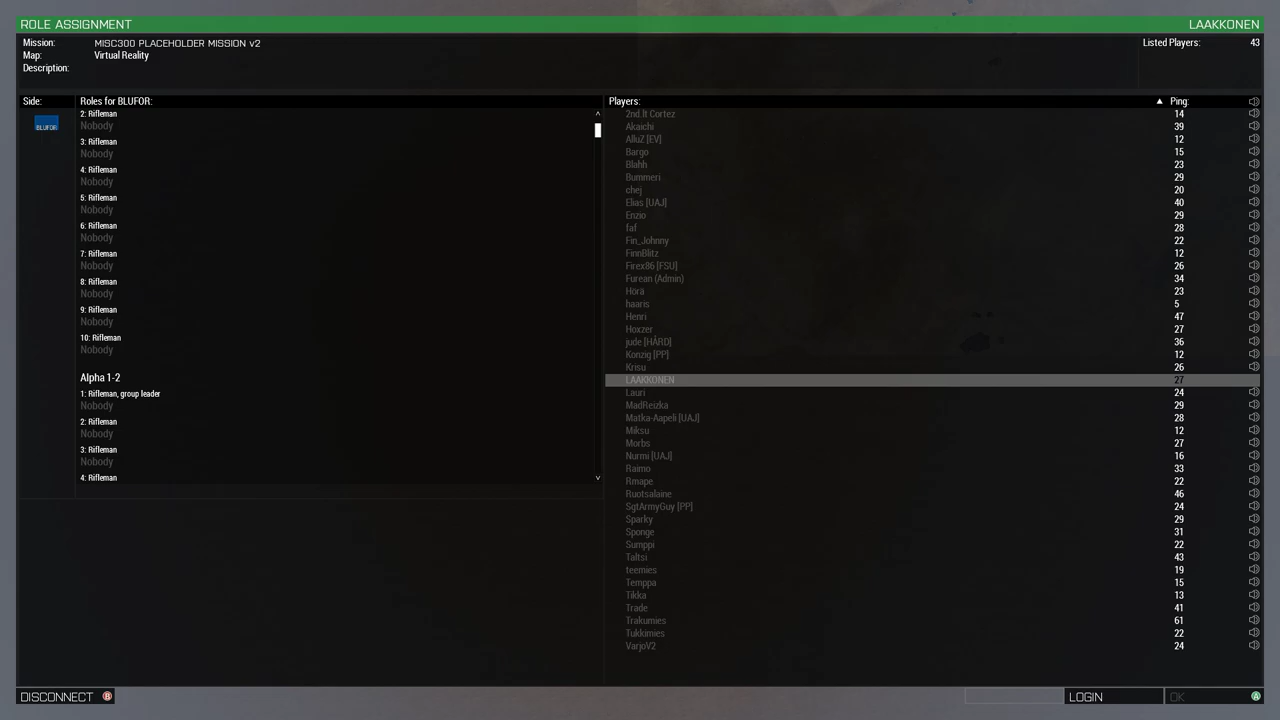 ROLE ASSIGNMENT
LAAKKONEN
Mission: MISC300 PLACEHOLDER MISSION v2
Map: Virtual Reality
Description:
Listed Players: 43
Side:
BLUFOR
Roles for BLUFOR:
2: Rifleman
Nobody
3: Rifleman
Nobody
4: Rifleman
Nobody
5: Rifleman
Nobody
6: Rifleman
Nobody
7: Rifleman
Nobody
8: Rifleman
Nobody
9: Rifleman
Nobody
10: Rifleman
Nobody
Alpha 1-2
1: Rifleman, group leader
Nobody
2: Rifleman
Nobody
3: Rifleman
Nobody
4: Rifleman
Players: Ping:
2nd.lt Cortez 14
Akaichi 39
AlluZ [EV] 12
Bargo 15
Blahh 23
Bummeri 29
chej 20
Elias [UAJ] 40
Enzio 29
faf 28
Fin_Johnny 22
FinnBlitz 12
Firex86 [FSU] 26
Furean (Admin) 34
Höra 23
haaris 5
Henri 47
Hoxzer 27
jude [HÅRD] 36
Konzig [PP] 12
Krisu 26
LAAKKONEN 27
Lauri 24
MadReizka 29
Matka-Aapeli [UAJ] 28
Miksu 12
Morbs 27
Nurmi [UAJ] 16
Raimo 33
Rmape 22
Ruotsalaine 46
SgtArmyGuy [PP] 24
Sparky 29
Sponge 31
Sumppi 22
Taltsi 43
teemies 19
Temppa 15
Tikka 13
Trade 41
Trakumies 61
Tukkimies 22
VarjoV2 24
DISCONNECT B
LOGIN
OK A